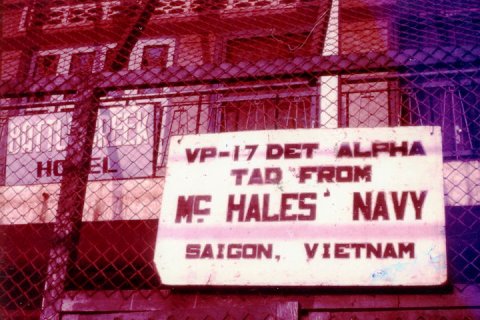 HOTEL
VP-17 DET ALPHA
TAD FROM
Mc HALES' NAVY
SAIGON, VIETNAM